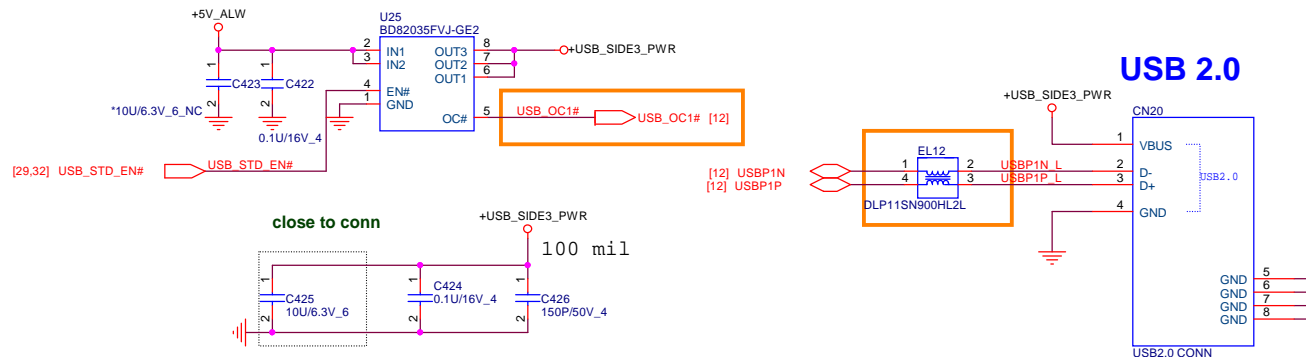 +5V_ALW
U25
BD82035FVJ-GE2
2 IN1 OUT3 8
3 IN2 OUT2 7
OUT1 6
4 EN#
1 GND
OC# 5
+USB_SIDE3_PWR
1 1
C423 C422
2 2
*10U/6.3V_6_NC
0.1U/16V_4
USB_OC1# USB_OC1# [12]
[29,32] USB_STD_EN# USB_STD_EN#
close to conn
+USB_SIDE3_PWR
100 mil
1 1 1
C425
10U/6.3V_6
C424
0.1U/16V_4
C426
150P/50V_4
2 2 2
USB 2.0
+USB_SIDE3_PWR
CN20
1 VBUS
EL12
[12] USBP1N 1 2 USBP1N_L 2 D-
[12] USBP1P 4 3 USBP1P_L 3 D+
USB2.0
DLP11SN900HL2L
4 GND
GND 5
GND 6
GND 7
GND 8
USB2.0 CONN